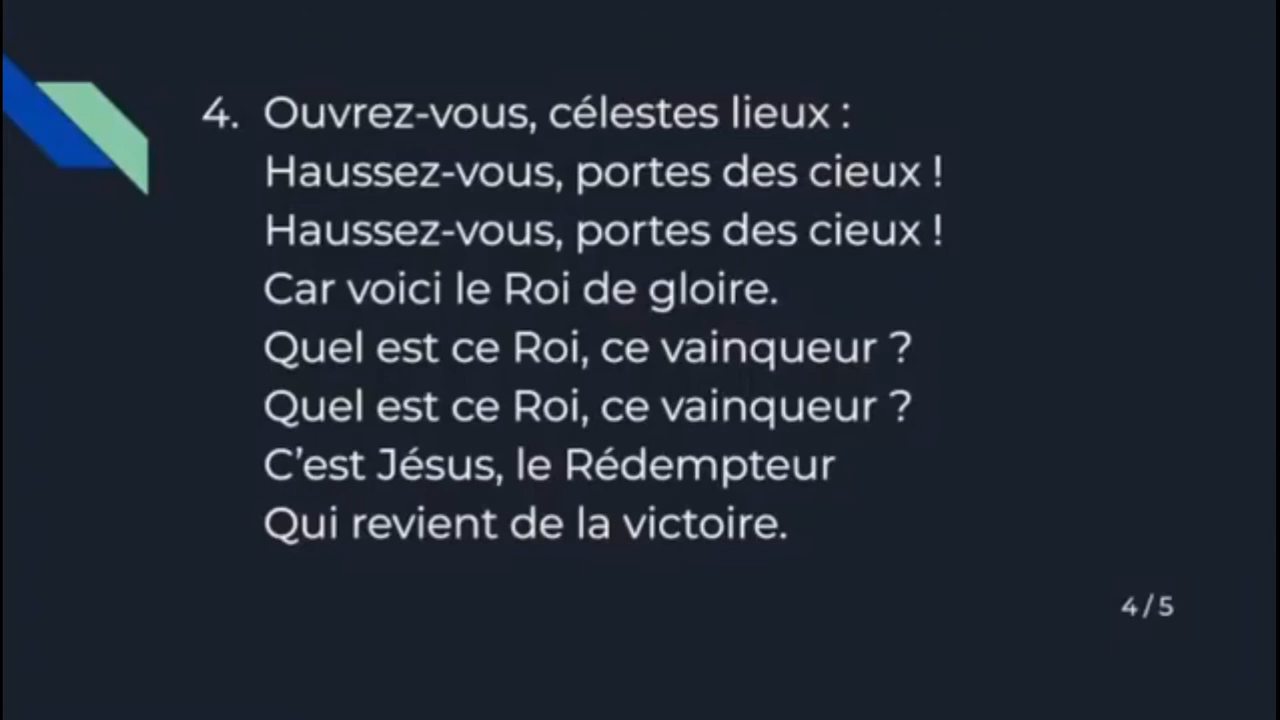 4. Ouvrez-vous, célestes lieux :
Haussez-vous, portes des cieux !
Haussez-vous, portes des cieux !
Car voici le Roi de gloire.
Quel est ce Roi, ce vainqueur ?
Quel est ce Roi, ce vainqueur ?
C’est Jésus, le Rédempteur
Qui revient de la victoire.
4 / 5